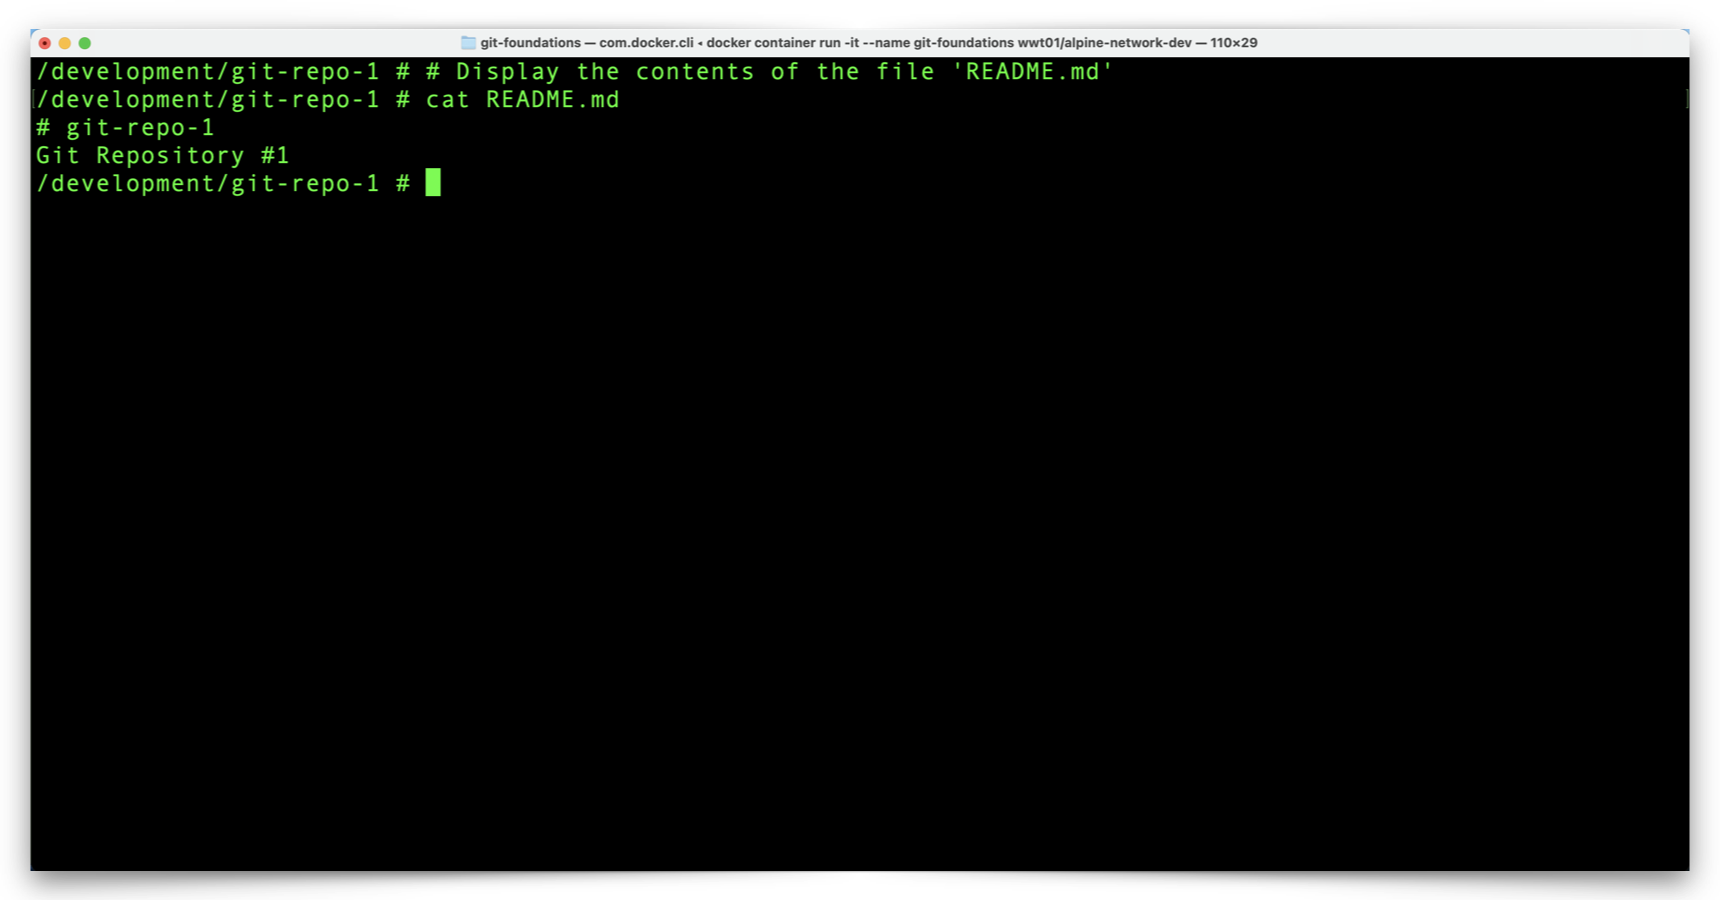 git-foundations — com.docker.cli ◂ docker container run -it --name git-foundations wwt01/alpine-network-dev — 110×29
/development/git-repo-1 # # Display the contents of the file 'README.md'
/development/git-repo-1 # cat README.md
# git-repo-1
Git Repository #1
/development/git-repo-1 #